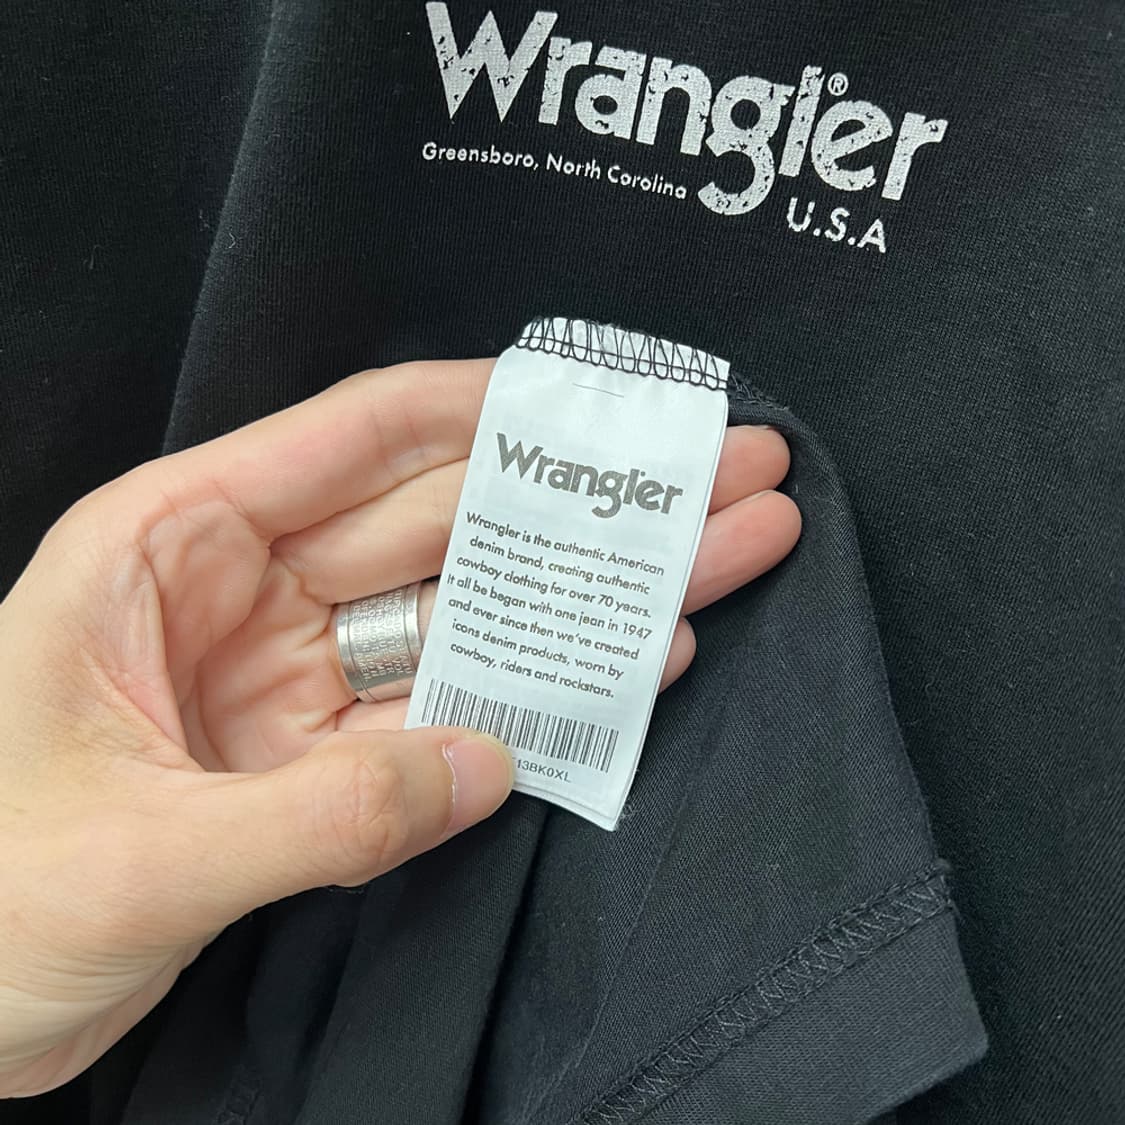 Wrangler®
Greensboro, North Carolina
U.S.A
Wrangler
Wrangler is the authentic American
denim brand, creating authentic
cowboy clothing for over 70 years.
It all be began with one jean in 1947
and ever since then we've created
icons denim products, worn by
cowboy, riders and rockstars.
13BK0XL